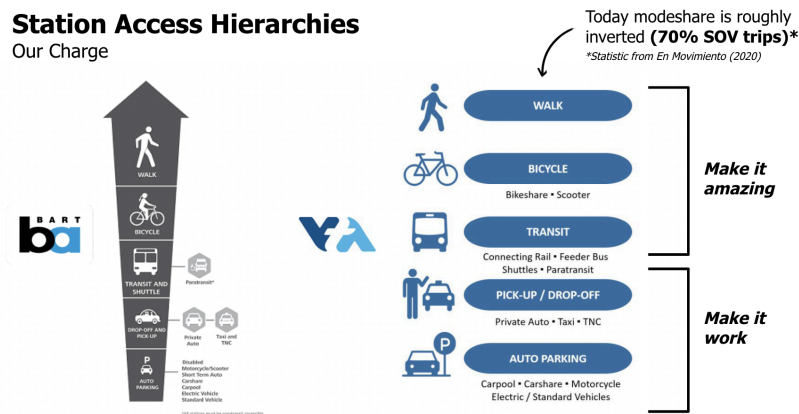 Station Access Hierarchies
Our Charge
Today modeshare is roughly
inverted (70% SOV trips)*
*Statistic from En Movimiento (2020)
WALK
BICYCLE
TRANSIT AND
SHUTTLE
Paratransit*
DROP-OFF AND
PICK-UP
Private
Auto
Taxi and
TNC
P
AUTO
PARKING
Disabled
Motorcycle/Scooter
Short Term Auto
Carshare
Carpool
Electric Vehicle
Standard Vehicle
BART
ba
VTA
WALK
BICYCLE
Bikeshare • Scooter
TRANSIT
Connecting Rail • Feeder Bus
Shuttles • Paratransit
PICK-UP / DROP-OFF
Private Auto • Taxi • TNC
P
AUTO PARKING
Carpool • Carshare • Motorcycle
Electric / Standard Vehicles
Make it
amazing
Make it
work